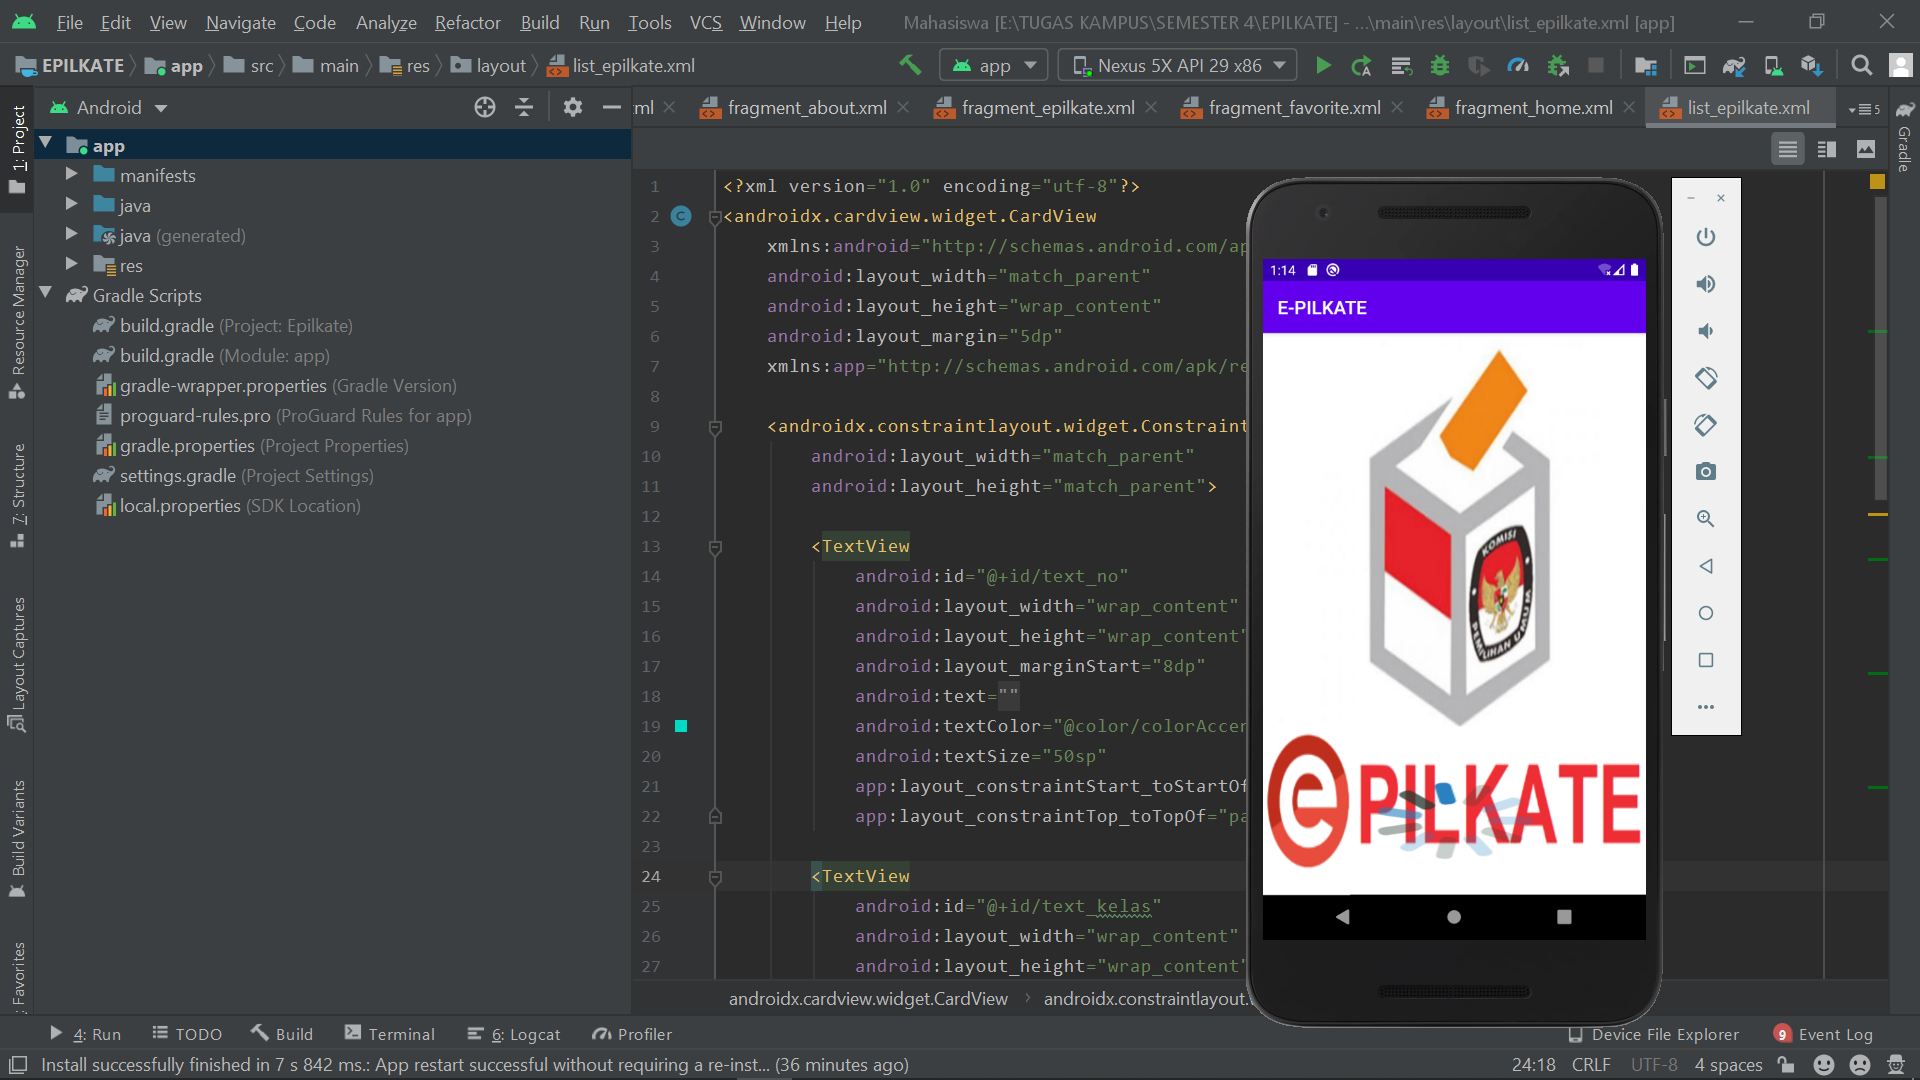 File Edit View Navigate Code Analyze Refactor Build Run Tools VCS Window Help Mahasiswa [E:\TUGAS KAMPUS\SEMESTER 4\EPILKATE] - ...\main\res\layout\list_epilkate.xml [app]
EPILKATE app src main res layout list_epilkate.xml app Nexus 5X API 29 x86
Android
:ml fragment_about.xml fragment_epilkate.xml fragment_favorite.xml fragment_home.xml list_epilkate.xml 5
1: Project
Resource Manager
7: Structure
Layout Captures
Build Variants
Favorites
Gradle
app
manifests
java
java (generated)
res
Gradle Scripts
build.gradle (Project: Epilkate)
build.gradle (Module: app)
gradle-wrapper.properties (Gradle Version)
proguard-rules.pro (ProGuard Rules for app)
gradle.properties (Project Properties)
settings.gradle (Project Settings)
local.properties (SDK Location)
1 <?xml version="1.0" encoding="utf-8"?>
2 C <androidx.cardview.widget.CardView
3 xmlns:android="http://schemas.android.com/ap
4 android:layout_width="match_parent"
5 android:layout_height="wrap_content"
6 android:layout_margin="5dp"
7 xmlns:app="http://schemas.android.com/apk/re
8
9 <androidx.constraintlayout.widget.Constraint
10 android:layout_width="match_parent"
11 android:layout_height="match_parent">
12
13 <TextView
14 android:id="@+id/text_no"
15 android:layout_width="wrap_content"
16 android:layout_height="wrap_content"
17 android:layout_marginStart="8dp"
18 android:text=""
19 android:textColor="@color/colorAccen
20 android:textSize="50sp"
21 app:layout_constraintStart_toStartOf
22 app:layout_constraintTop_toTopOf="pa
23
24 <TextView
25 android:id="@+id/text_kelas"
26 android:layout_width="wrap_content"
27 android:layout_height="wrap_content"
androidx.cardview.widget.CardView androidx.constraintlayout.
1:14
E-PILKATE
KOMISI
PEMILIHAN UMUM
e PILKATE
4: Run TODO Build Terminal 6: Logcat Profiler Device File Explorer 9 Event Log
Install successfully finished in 7 s 842 ms.: App restart successful without requiring a re-inst... (36 minutes ago) 24:18 CRLF UTF-8 4 spaces